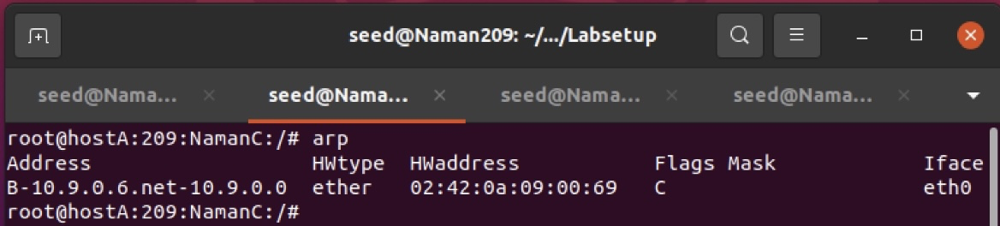 seed@Naman209: ~/.../Labsetup
seed@Nama... seed@Nama... seed@Nama... seed@Nama...
root@hostA:209:NamanC:/# arp
Address HWtype HWaddress Flags Mask Iface
B-10.9.0.6.net-10.9.0.0 ether 02:42:0a:09:00:69 C eth0
root@hostA:209:NamanC:/#